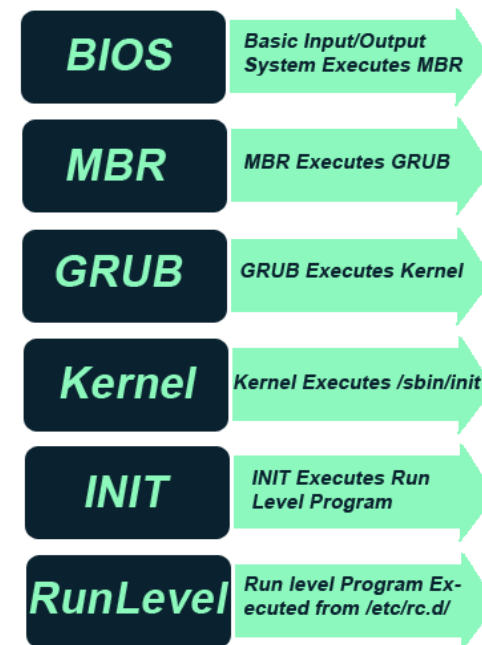 BIOS
Basic Input/Output
System Executes MBR
MBR
MBR Executes GRUB
GRUB
GRUB Executes Kernel
Kernel
Kernel Executes /sbin/init
INIT
INIT Executes Run
Level Program
RunLevel
Run level Program Ex-
ecuted from /etc/rc.d/